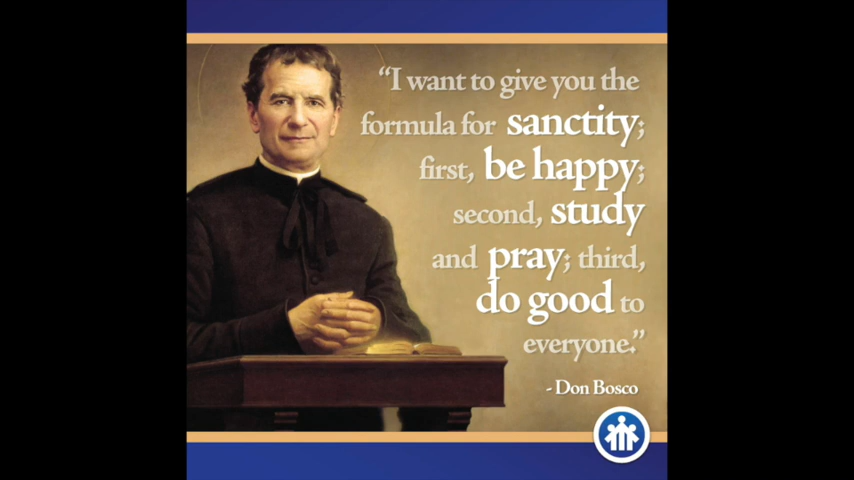 “I want to give you the
formula for sanctity;
first, be happy;
second, study
and pray; third,
do good to
everyone.”
- Don Bosco